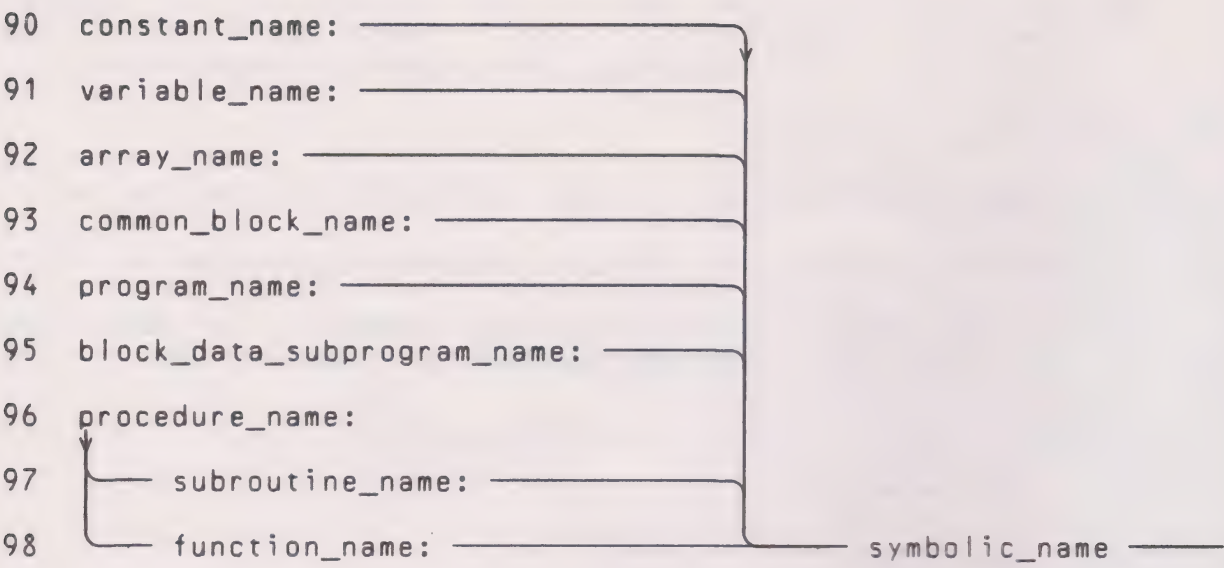 90 constant_name:
91 variable_name:
92 array_name:
93 common_block_name:
94 program_name:
95 block_data_subprogram_name:
96 procedure_name:
97 subroutine_name:
98 function_name: symbolic_name